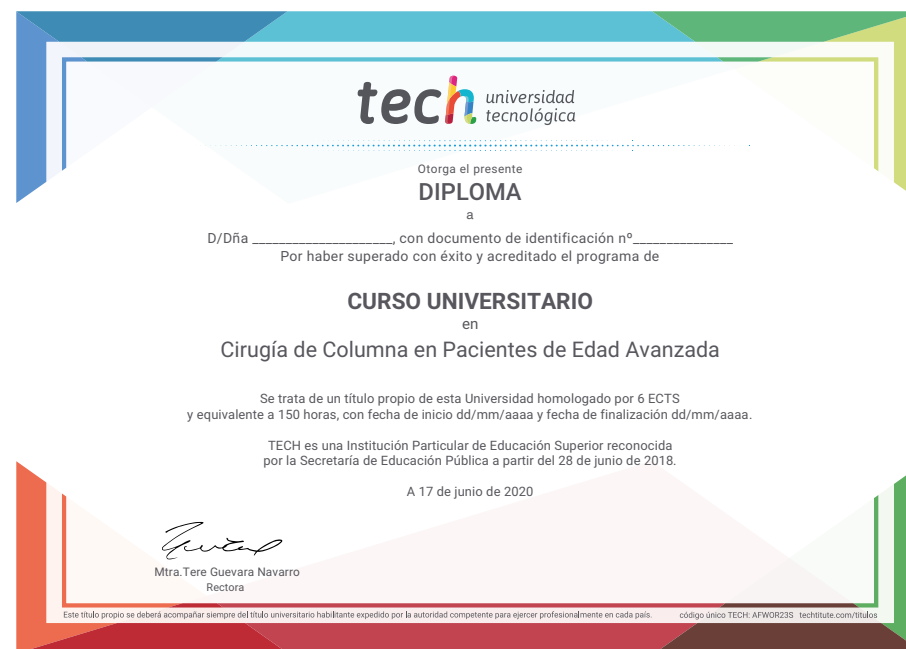 tech universidad
tecnológica
Otorga el presente
DIPLOMA
a
D/Dña _____________________, con documento de identificación nº_______________
Por haber superado con éxito y acreditado el programa de
CURSO UNIVERSITARIO
en
Cirugía de Columna en Pacientes de Edad Avanzada
Se trata de un título propio de esta Universidad homologado por 6 ECTS
y equivalente a 150 horas, con fecha de inicio dd/mm/aaaa y fecha de finalización dd/mm/aaaa.
TECH es una Institución Particular de Educación Superior reconocida
por la Secretaría de Educación Pública a partir del 28 de junio de 2018.
A 17 de junio de 2020
Mtra.Tere Guevara Navarro
Rectora
Este título propio se deberá acompañar siempre del título universitario habilitante expedido por la autoridad competente para ejercer profesionalmente en cada país. código único TECH: AFWOR23S techtitute.com/titulos